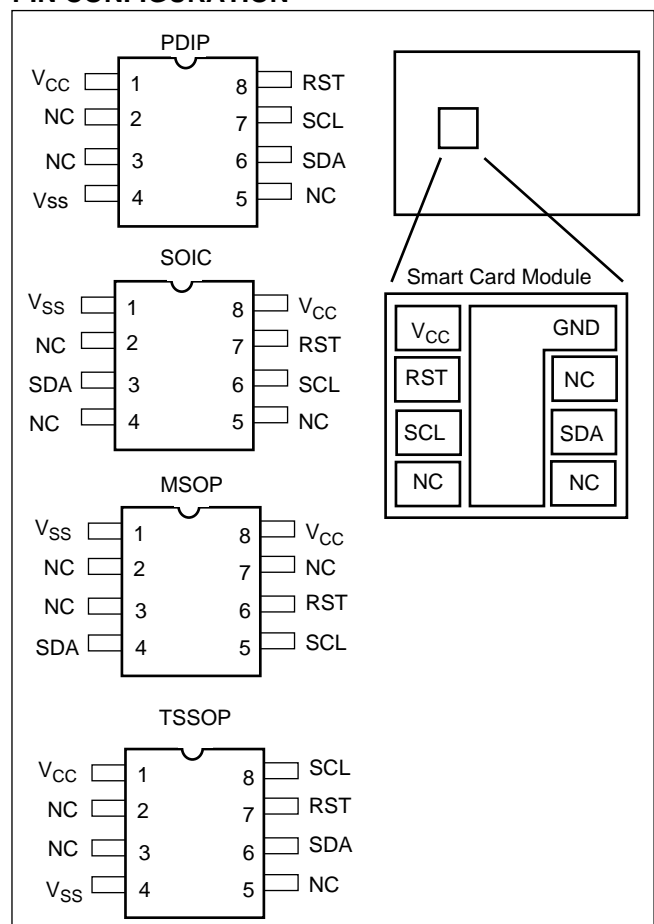 PIN CONFIGURATION
PDIP
VCC 1 8 RST
NC 2 7 SCL
NC 3 6 SDA
Vss 4 5 NC
SOIC
VSS 1 8 VCC
NC 2 7 RST
SDA 3 6 SCL
NC 4 5 NC
MSOP
VSS 1 8 VCC
NC 2 7 NC
NC 3 6 RST
SDA 4 5 SCL
TSSOP
VCC 1 8 SCL
NC 2 7 RST
NC 3 6 SDA
VSS 4 5 NC
Smart Card Module
VCC GND
RST NC
SCL SDA
NC NC